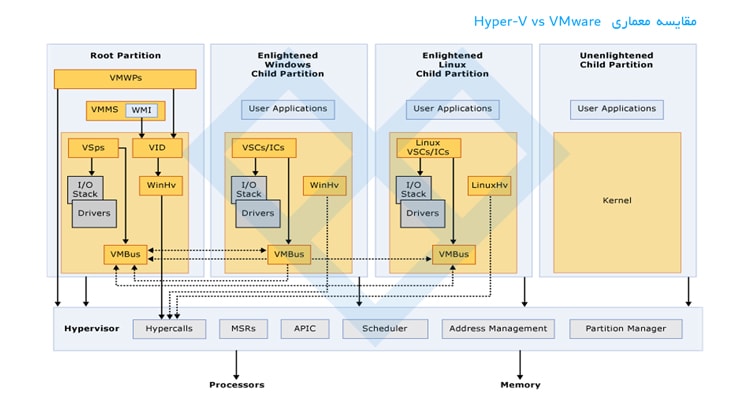 مقایسه معماری Hyper-V vs VMware
Root Partition
VMWPs
VMMS
WMI
VSps
VID
I/O
Stack
Drivers
WinHv
VMBus
Enlightened
Windows
Child Partition
User Applications
VSCs/ICs
I/O
Stack
Drivers
WinHv
VMBus
Enlightened
Linux
Child Partition
User Applications
Linux
VSCs/ICs
I/O
Stack
Drivers
LinuxHv
VMBus
Unenlightened
Child Partition
User Applications
Kernel
Hypervisor
Hypercalls
MSRs
APIC
Scheduler
Address Management
Partition Manager
Processors
Memory